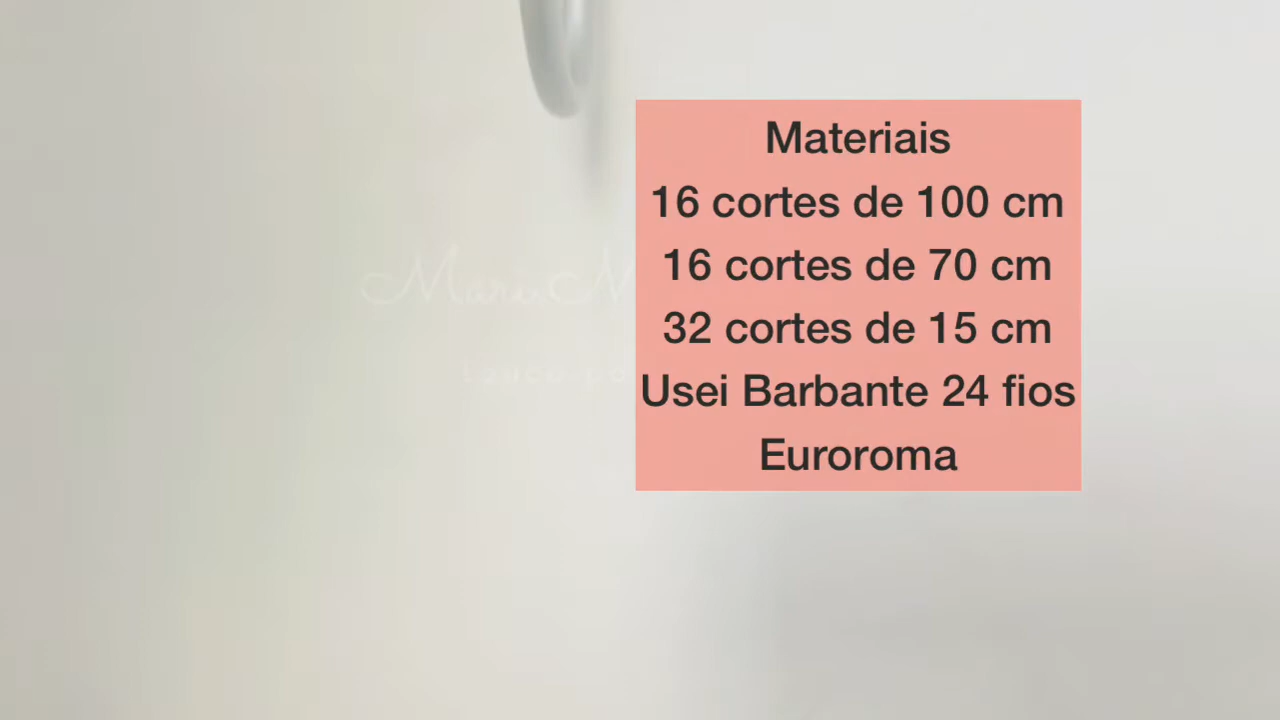 Materiais
16 cortes de 100 cm
16 cortes de 70 cm
32 cortes de 15 cm
Usei Barbante 24 fios
Euroroma